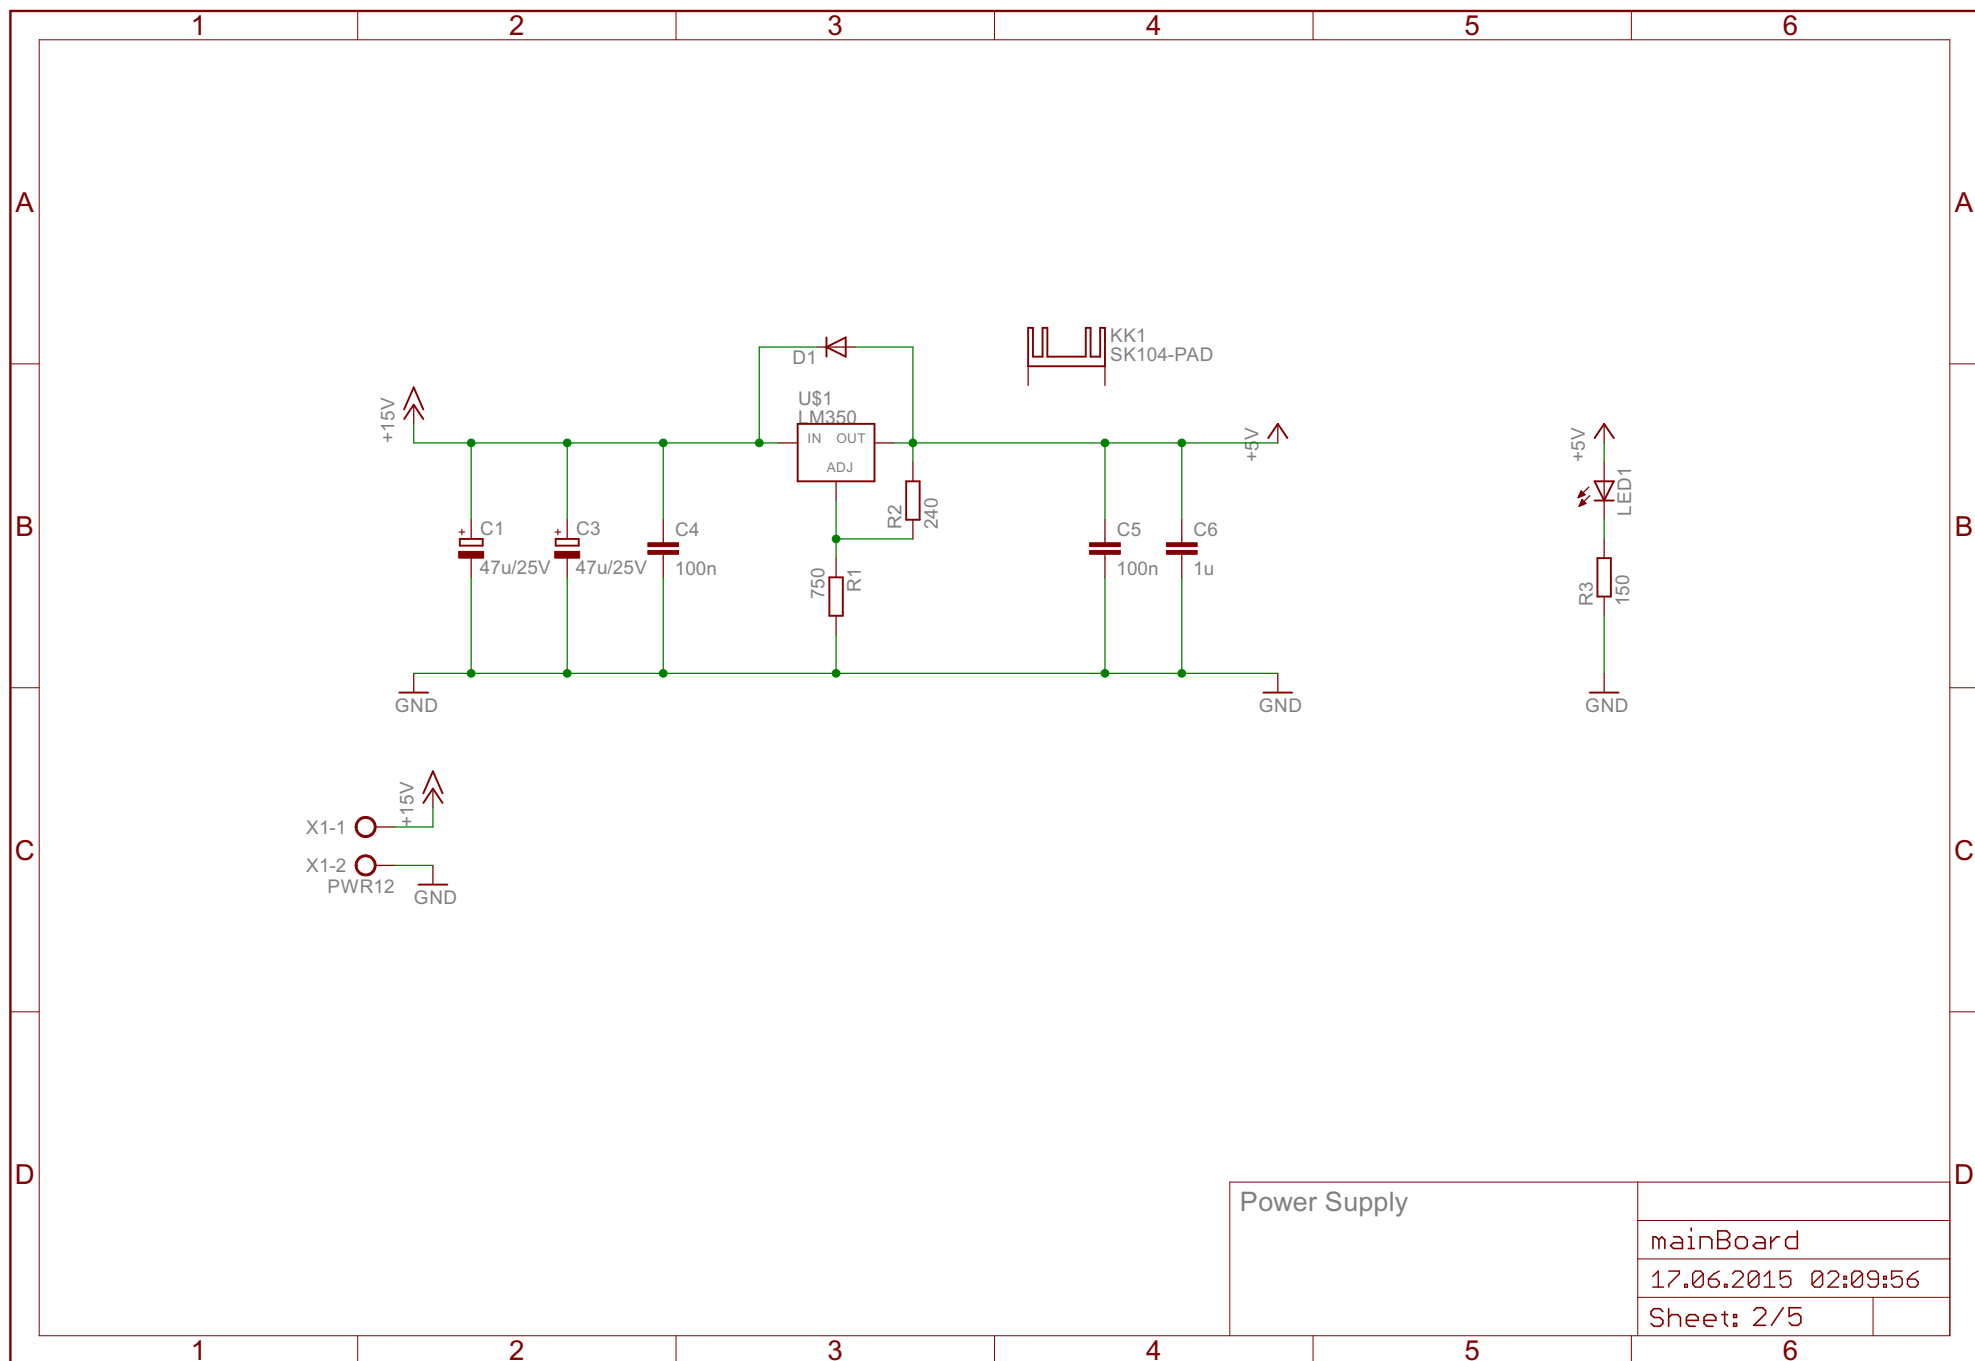 1 2 3 4 5 6
A A
KK1
SK104-PAD
D1
U$1
LM350
+15V
IN OUT
ADJ
+5V
+5V
LED1
B B
C1
47u/25V
C3
47u/25V
C4
100n
R2
240
750
R1
C5
100n
C6
1u
R3
150
GND
GND
GND
+15V
X1-1
X1-2
PWR12
GND
C C
D D
Power Supply
mainBoard
17.06.2015 02:09:56
Sheet: 2/5
1 2 3 4 5 6